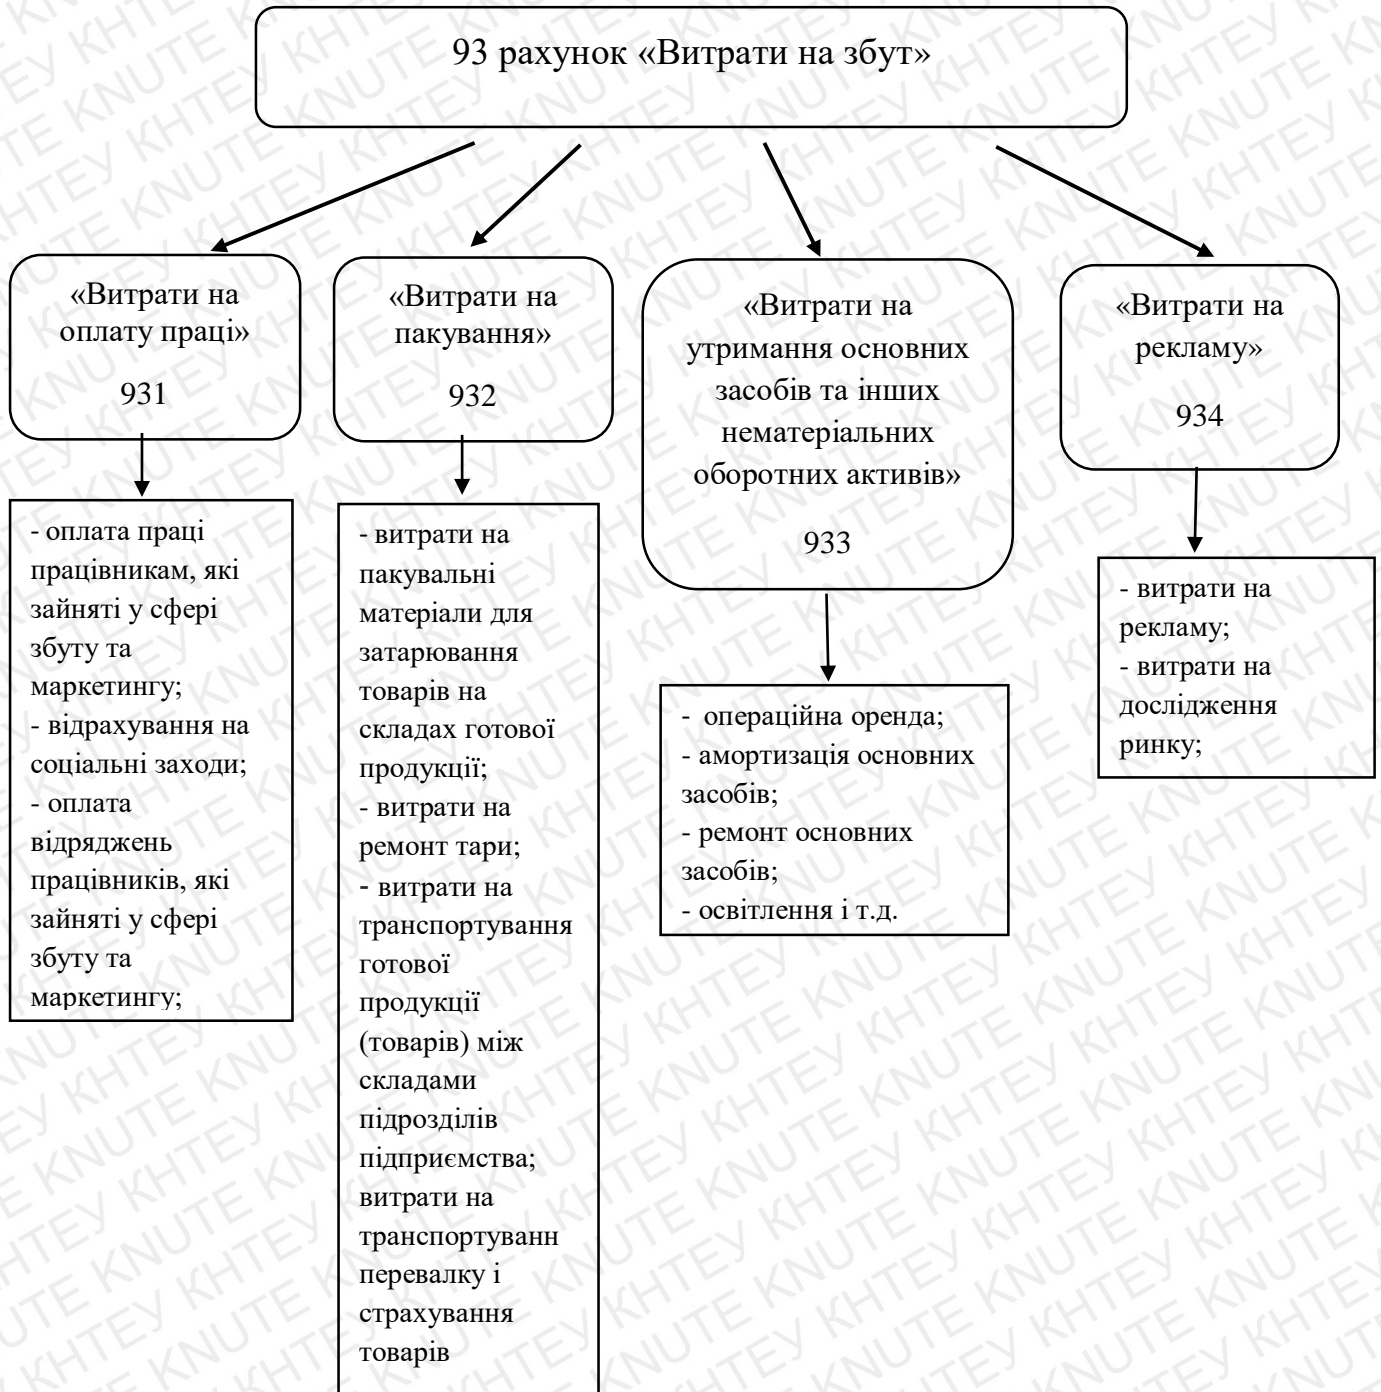 93 рахунок «Витрати на збут»
«Витрати на
оплату праці»
931
«Витрати на
пакування»
932
«Витрати на
утримання основних
засобів та інших
нематеріальних
оборотних активів»
933
«Витрати на
рекламу»
934
- оплата праці
працівникам, які
зайняті у сфері
збуту та
маркетингу;
- відрахування на
соціальні заходи;
- оплата
відряджень
працівників, які
зайняті у сфері
збуту та
маркетингу;
- витрати на
пакувальні
матеріали для
затарювання
товарів на
складах готової
продукції;
- витрати на
ремонт тари;
- витрати на
транспортування
готової
продукції
(товарів) між
складами
підрозділів
підприємства;
витрати на
транспортуванн
перевалку і
страхування
товарів
- операційна оренда;
- амортизація основних
засобів;
- ремонт основних
засобів;
- освітлення і т.д.
- витрати на
рекламу;
- витрати на
дослідження
ринку;